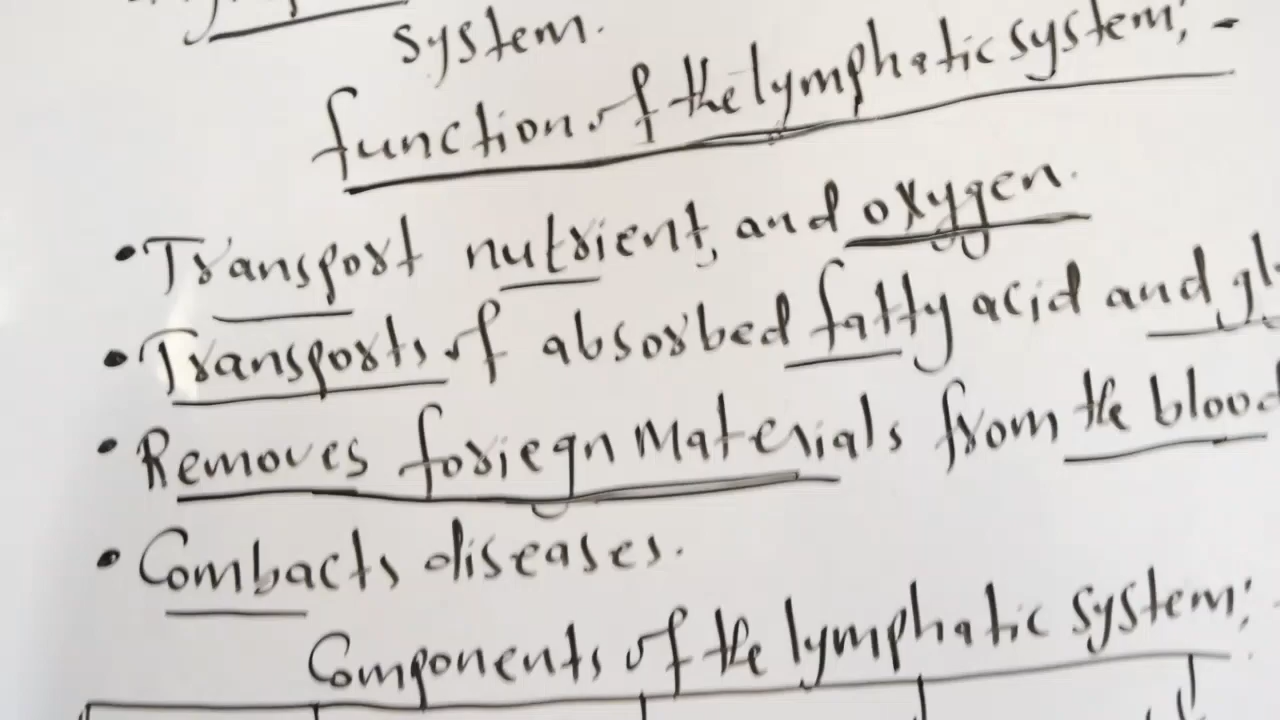 system.
function of the lymphatic system; -
• Transport nutrient, and oxygen.
• Transports of absorbed fatty acid and
• Removes foriegn materials from the blood
• Combacts diseases.
Components of the lymphatic system;